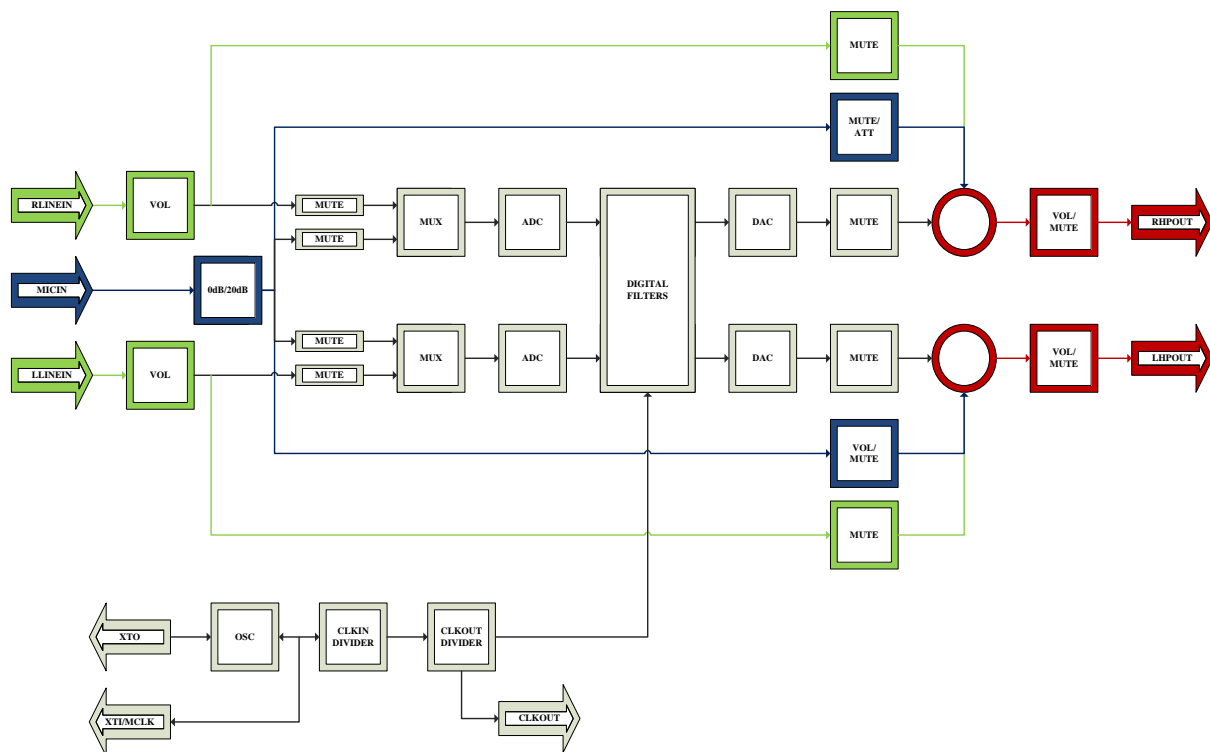 MUTE
MUTE/
ATT
RLINEIN
VOL
MUTE
MUTE
MUX
ADC
DAC
MUTE
VOL/
MUTE
RHPOUT
MICIN
0dB/20dB
DIGITAL
FILTERS
LLINEIN
VOL
MUTE
MUTE
MUX
ADC
DAC
MUTE
VOL/
MUTE
LHPOUT
VOL/
MUTE
MUTE
XTO
OSC
CLKIN
DIVIDER
CLKOUT
DIVIDER
XTI/MCLK
CLKOUT